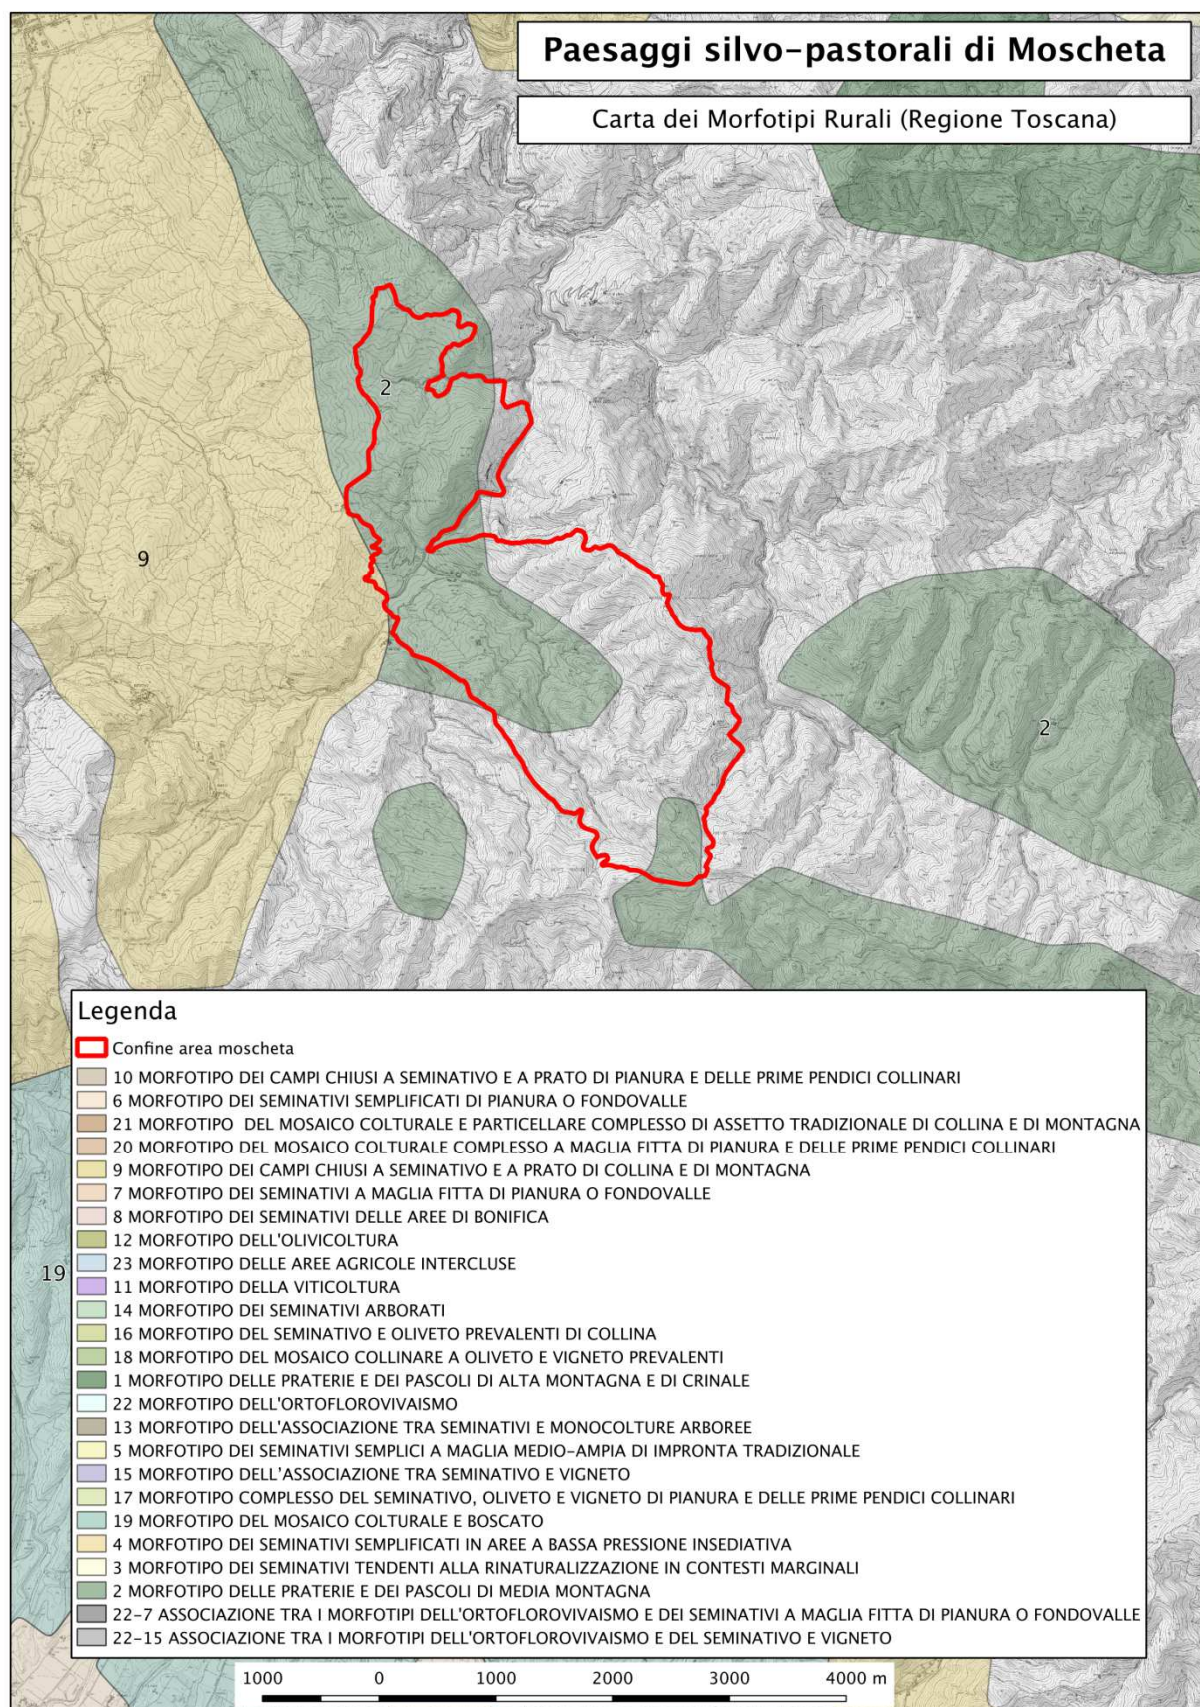 Paesaggi silvo-pastorali di Moscheta
Carta dei Morfotipi Rurali (Regione Toscana)
2
9
2
19
Legenda
Confine area moscheta
10 MORFOTIPO DEI CAMPI CHIUSI A SEMINATIVO E A PRATO DI PIANURA E DELLE PRIME PENDICI COLLINARI
6 MORFOTIPO DEI SEMINATIVI SEMPLIFICATI DI PIANURA O FONDOVALLE
21 MORFOTIPO DEL MOSAICO COLTURALE E PARTICELLARE COMPLESSO DI ASSETTO TRADIZIONALE DI COLLINA E DI MONTAGNA
20 MORFOTIPO DEL MOSAICO COLTURALE COMPLESSO A MAGLIA FITTA DI PIANURA E DELLE PRIME PENDICI COLLINARI
9 MORFOTIPO DEI CAMPI CHIUSI A SEMINATIVO E A PRATO DI COLLINA E DI MONTAGNA
7 MORFOTIPO DEI SEMINATIVI A MAGLIA FITTA DI PIANURA O FONDOVALLE
8 MORFOTIPO DEI SEMINATIVI DELLE AREE DI BONIFICA
12 MORFOTIPO DELL'OLIVICOLTURA
23 MORFOTIPO DELLE AREE AGRICOLE INTERCLUSE
11 MORFOTIPO DELLA VITICOLTURA
14 MORFOTIPO DEI SEMINATIVI ARBORATI
16 MORFOTIPO DEL SEMINATIVO E OLIVETO PREVALENTI DI COLLINA
18 MORFOTIPO DEL MOSAICO COLLINARE A OLIVETO E VIGNETO PREVALENTI
1 MORFOTIPO DELLE PRATERIE E DEI PASCOLI DI ALTA MONTAGNA E DI CRINALE
22 MORFOTIPO DELL'ORTOFLOROVIVAISMO
13 MORFOTIPO DELL'ASSOCIAZIONE TRA SEMINATIVI E MONOCOLTURE ARBOREE
5 MORFOTIPO DEI SEMINATIVI SEMPLICI A MAGLIA MEDIO-AMPIA DI IMPRONTA TRADIZIONALE
15 MORFOTIPO DELL'ASSOCIAZIONE TRA SEMINATIVO E VIGNETO
17 MORFOTIPO COMPLESSO DEL SEMINATIVO, OLIVETO E VIGNETO DI PIANURA E DELLE PRIME PENDICI COLLINARI
19 MORFOTIPO DEL MOSAICO COLTURALE E BOSCATO
4 MORFOTIPO DEI SEMINATIVI SEMPLIFICATI IN AREE A BASSA PRESSIONE INSEDIATIVA
3 MORFOTIPO DEI SEMINATIVI TENDENTI ALLA RINATURALIZZAZIONE IN CONTESTI MARGINALI
2 MORFOTIPO DELLE PRATERIE E DEI PASCOLI DI MEDIA MONTAGNA
22-7 ASSOCIAZIONE TRA I MORFOTIPI DELL'ORTOFLOROVIVAISMO E DEI SEMINATIVI A MAGLIA FITTA DI PIANURA O FONDOVALLE
22-15 ASSOCIAZIONE TRA I MORFOTIPI DELL'ORTOFLOROVIVAISMO E DEL SEMINATIVO E VIGNETO
1000 0 1000 2000 3000 4000 m